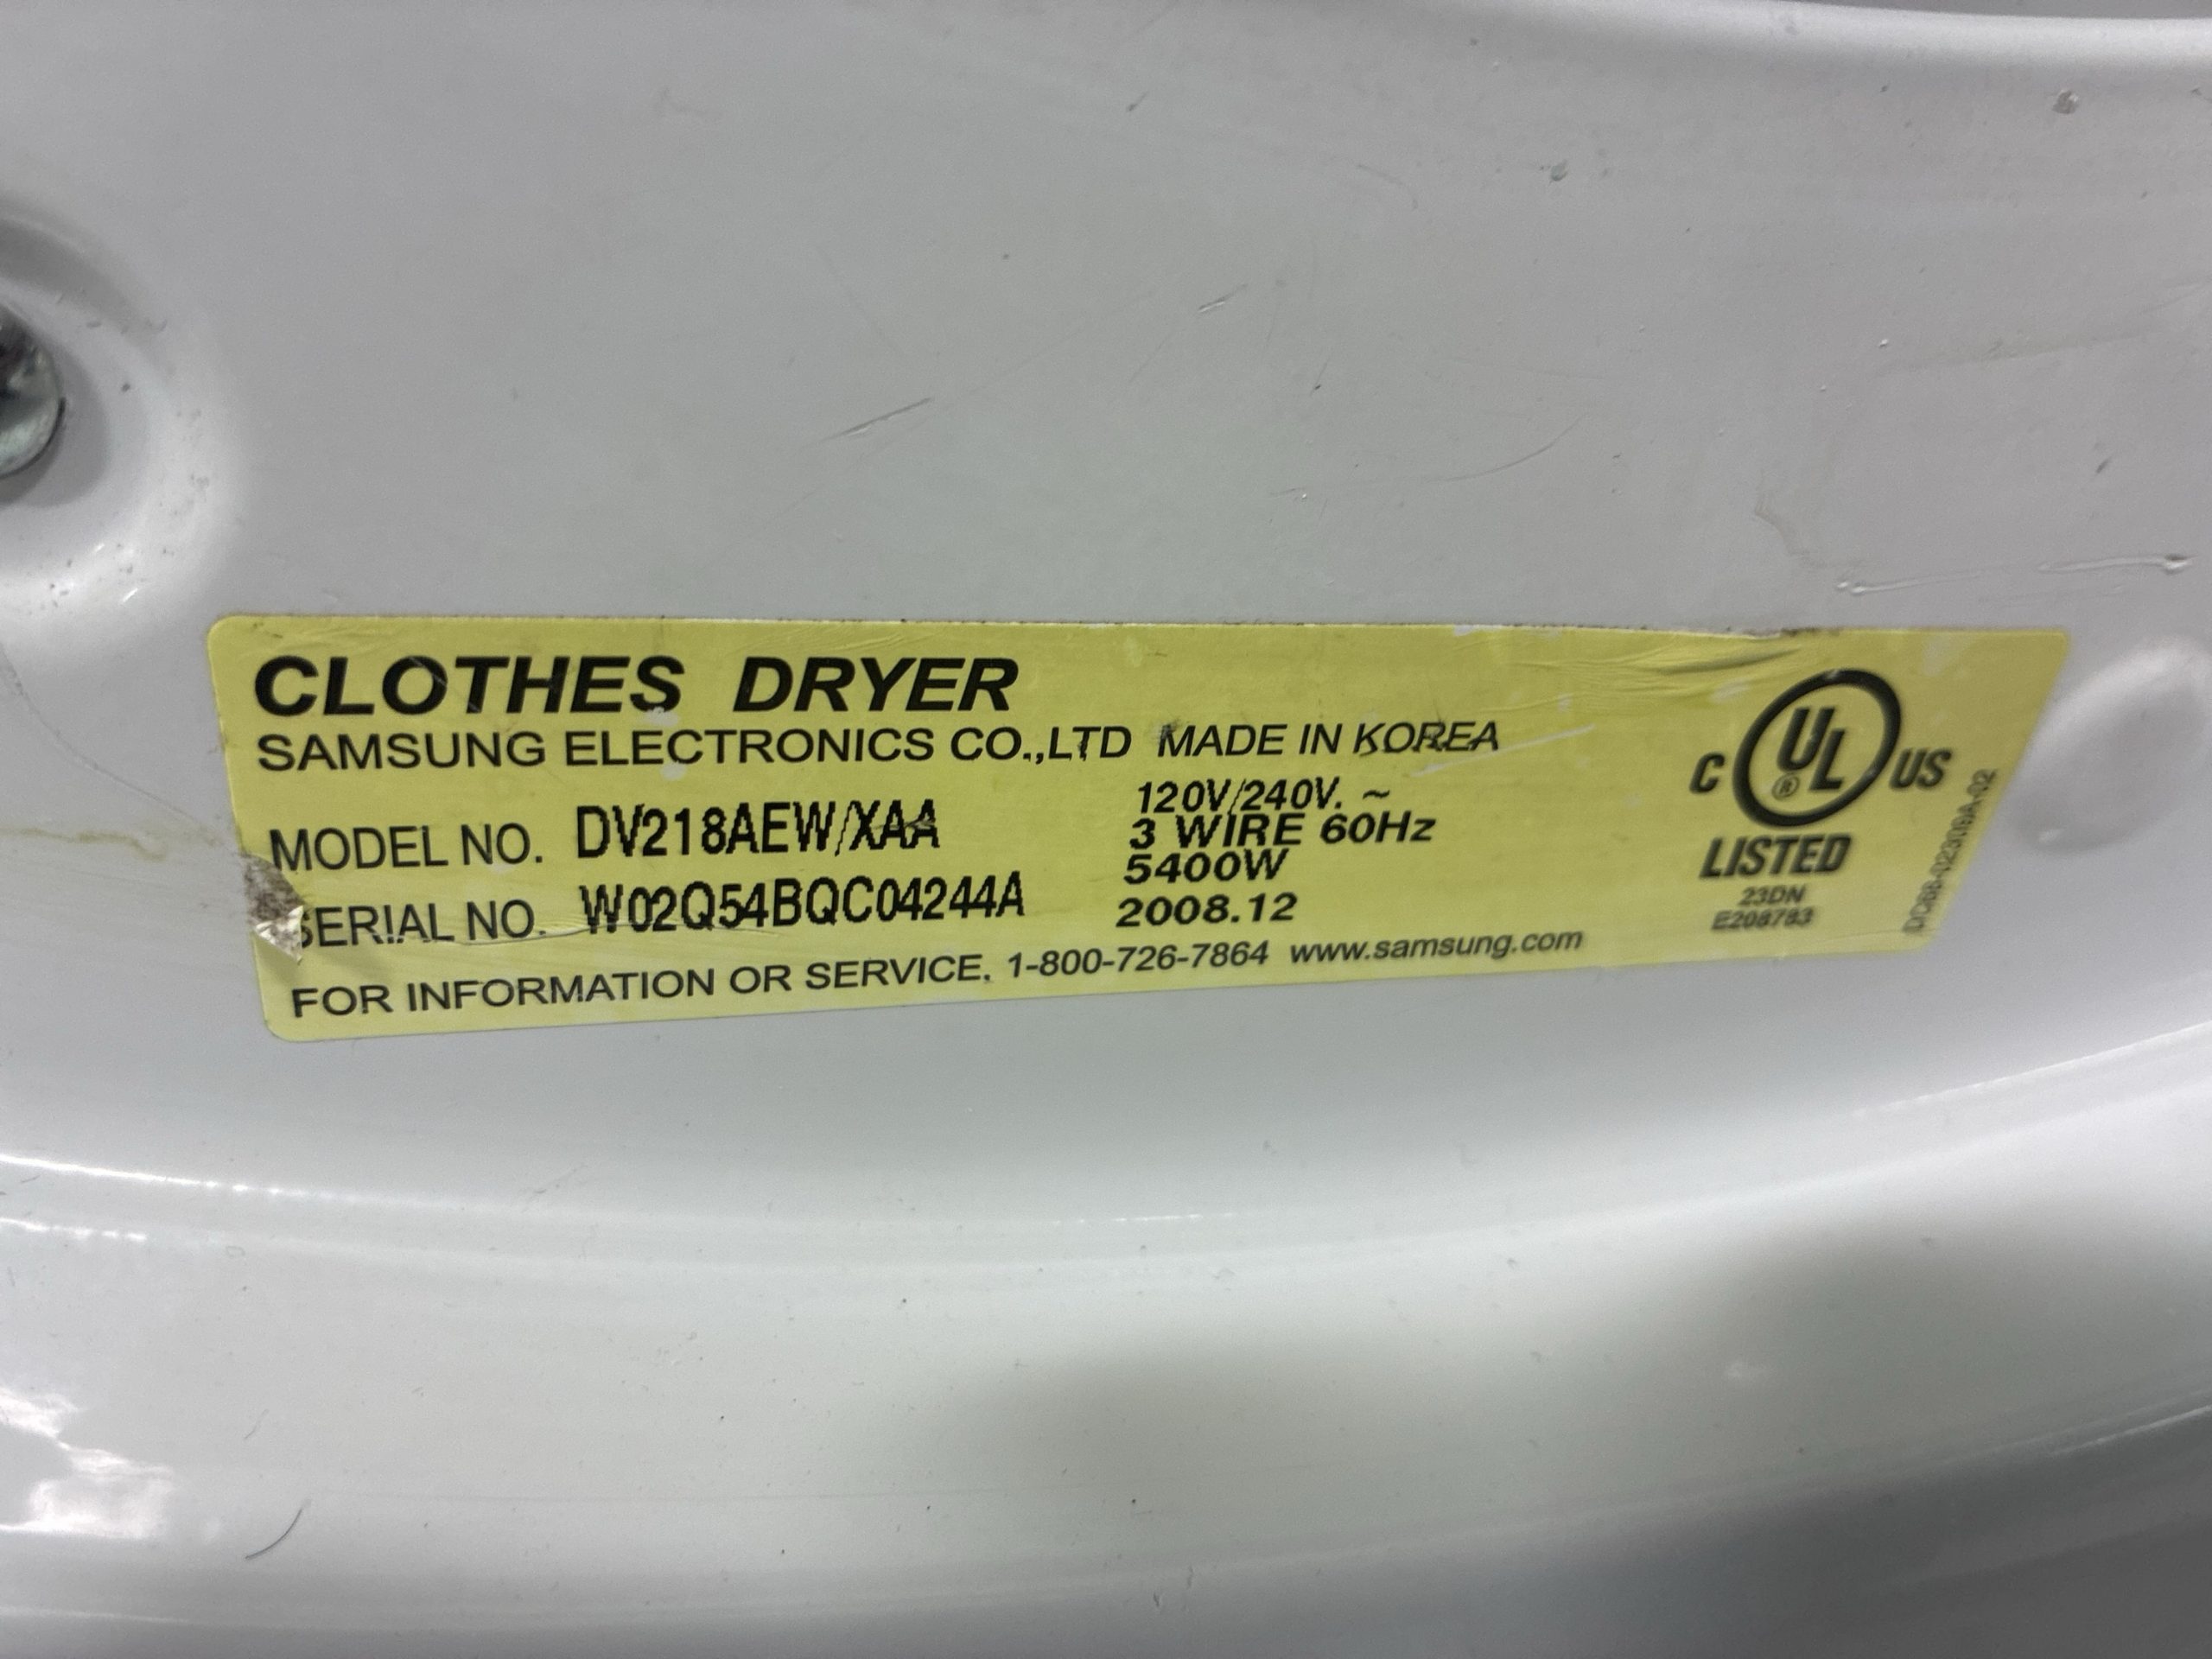 CLOTHES DRYER
SAMSUNG ELECTRONICS CO.,LTD MADE IN KOREA
MODEL NO. DV218AEW/XAA
SERIAL NO. W02Q54BQC04244A
120V/240V. ~
3 WIRE 60Hz
5400W
2008.12
FOR INFORMATION OR SERVICE. 1-800-726-7864 www.samsung.com
C UL ® US
LISTED
23DN
E208783